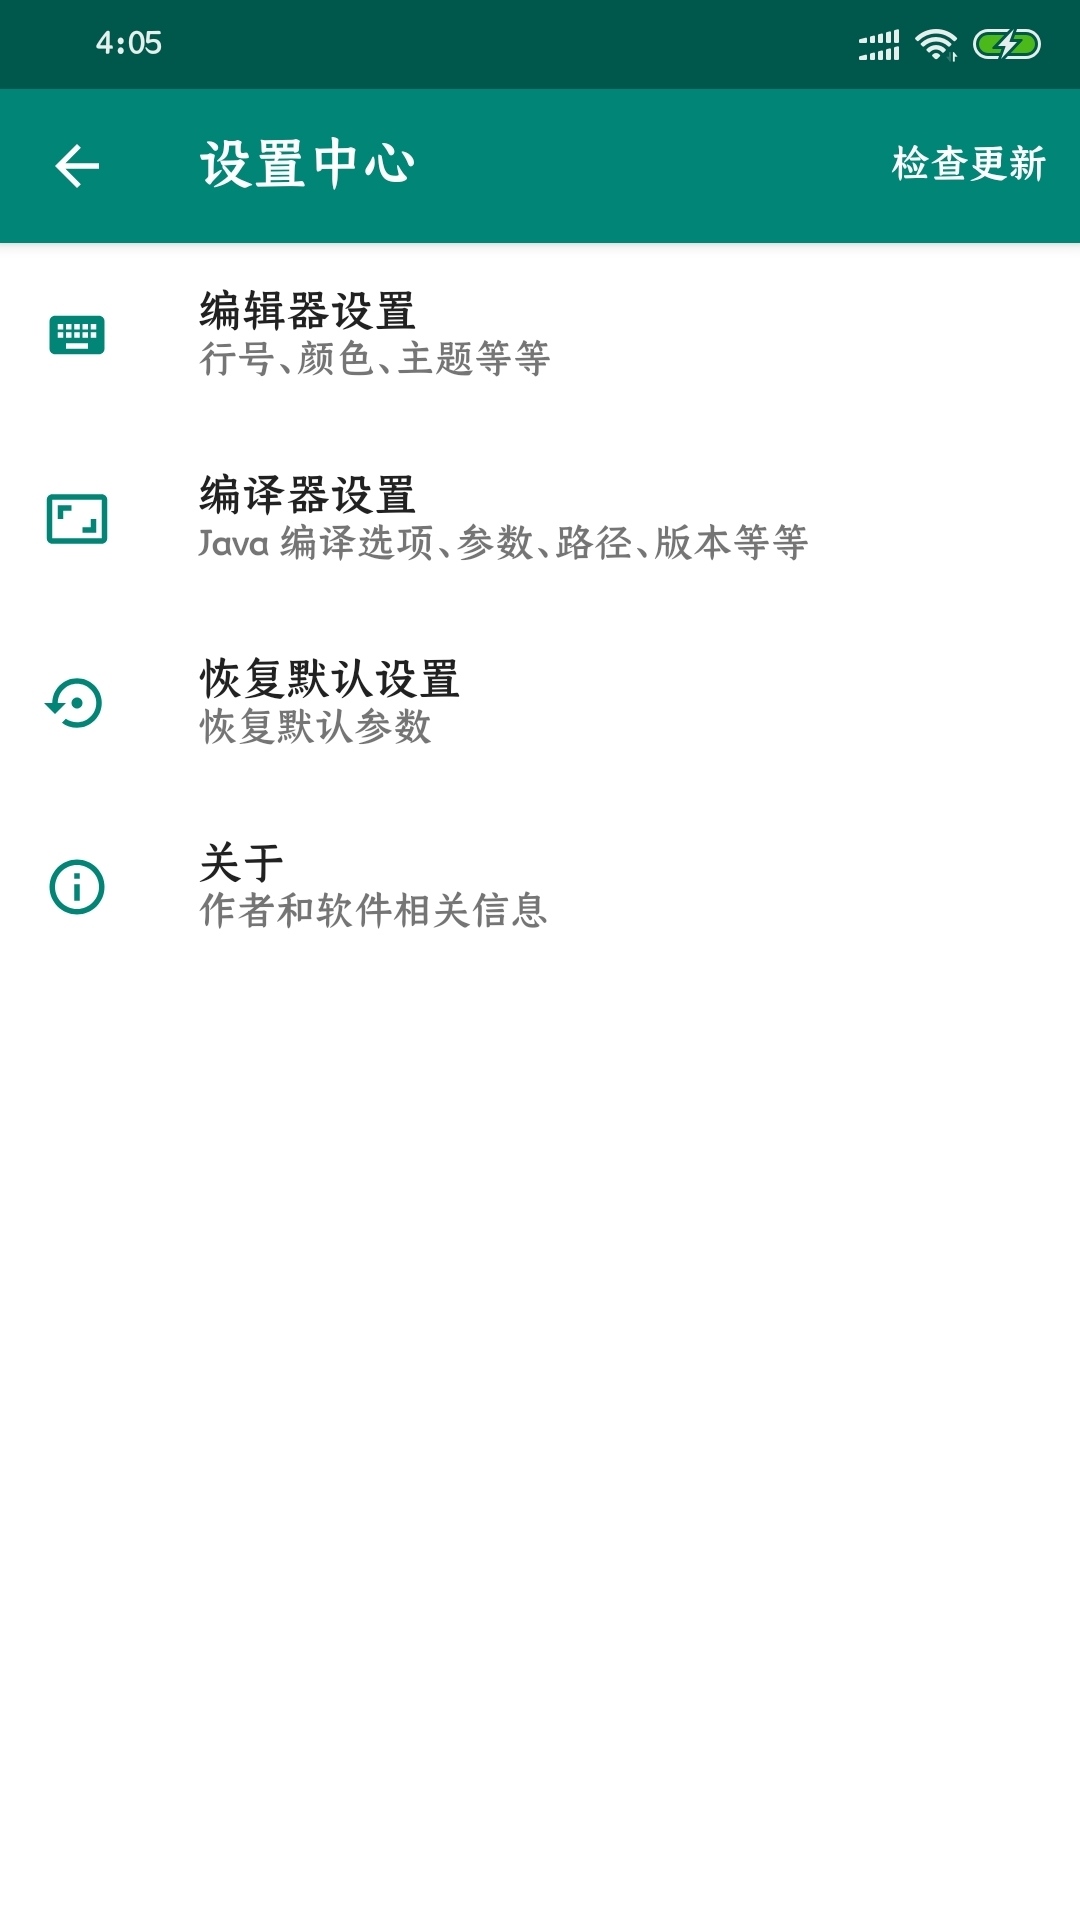 4:05
设置中心
检查更新
编辑器设置
行号、颜色、主题等等
编译器设置
Java 编译选项、参数、路径、版本等等
恢复默认设置
恢复默认参数
关于
作者和软件相关信息